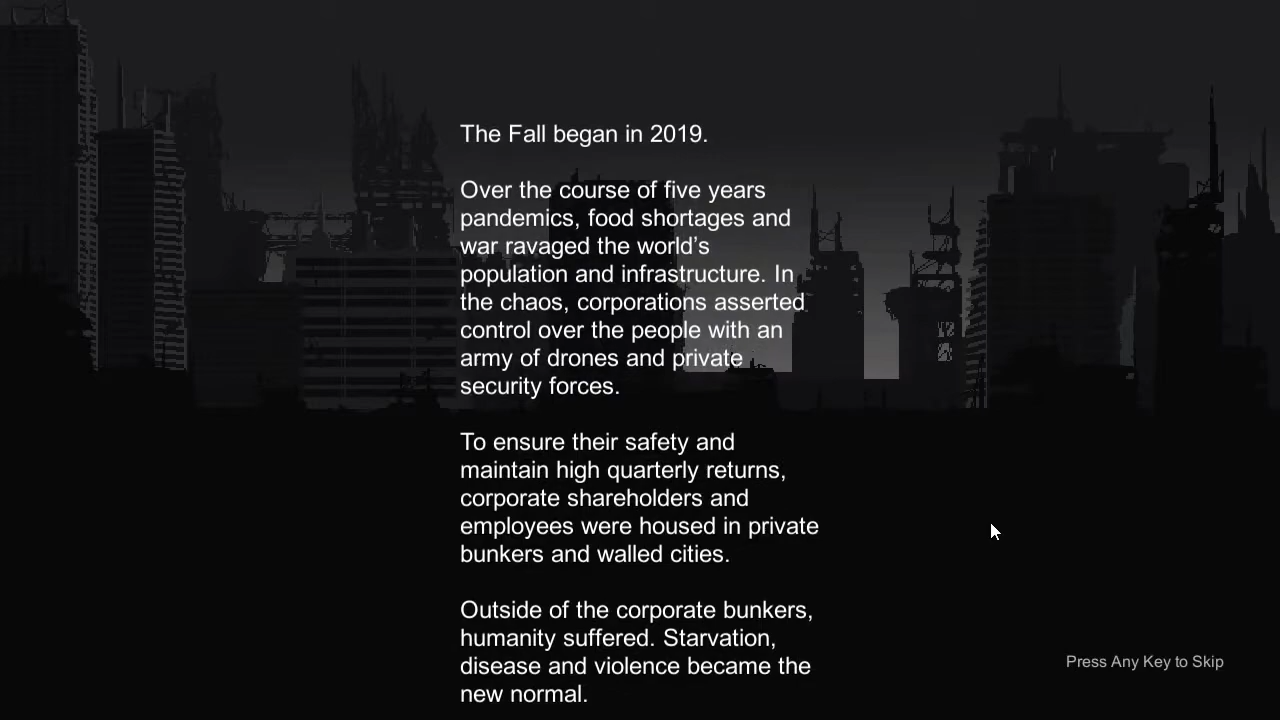 The Fall began in 2019.
Over the course of five years
pandemics, food shortages and
war ravaged the world’s
population and infrastructure. In
the chaos, corporations asserted
control over the people with an
army of drones and private
security forces.
To ensure their safety and
maintain high quarterly returns,
corporate shareholders and
employees were housed in private
bunkers and walled cities.
Outside of the corporate bunkers,
humanity suffered. Starvation,
disease and violence became the
new normal.
Press Any Key to Skip